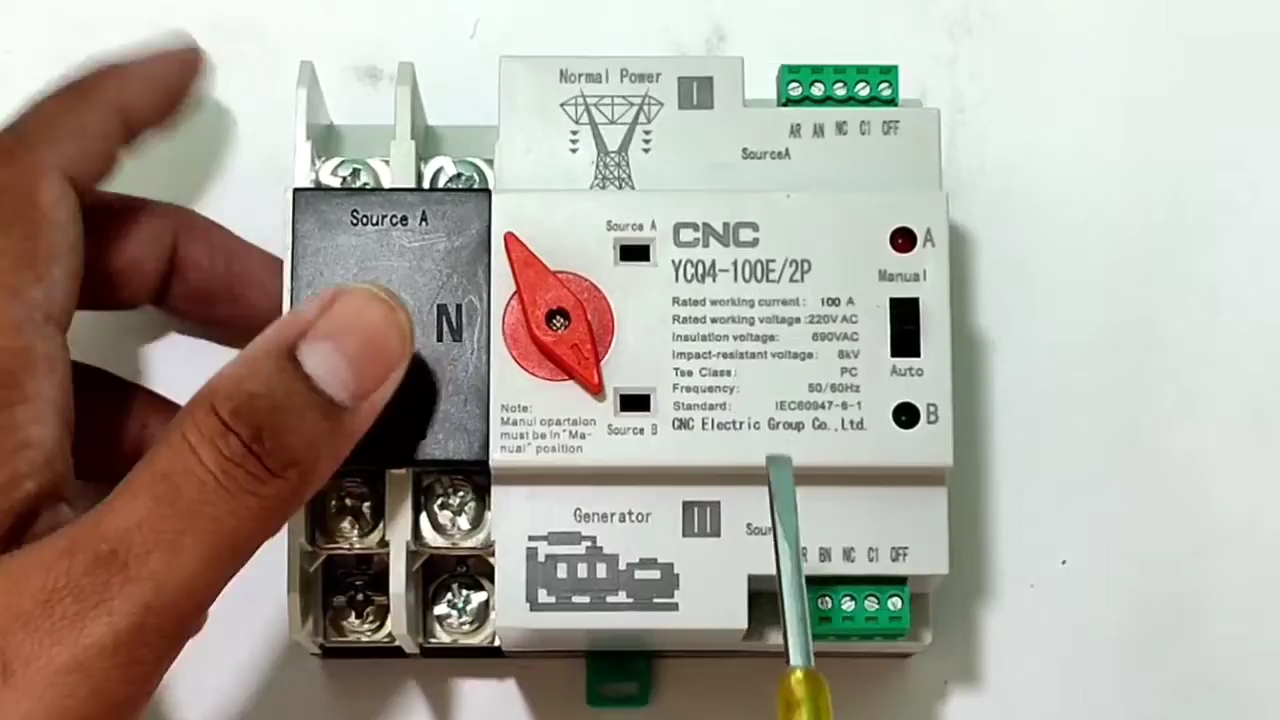 Normal Power
I
AR AN NC C1 OFF
SourceA
Source A
N
Source A
CNC
YCQ4-100E/2P
Rated working current: 100 A
Rated working voltage:220V AC
Insulation voltage: 690VAC
Impact-resistant voltage: 8kV
Tse Class: PC
Frequency: 50/60Hz
Standard: IEC60947-6-1
CNC Electric Group Co.,Ltd.
A
Manual
Auto
B
Note:
Manul opartaion
must be in"Ma-
nual" position
Source B
Generator
II
BN NC C1 OFF